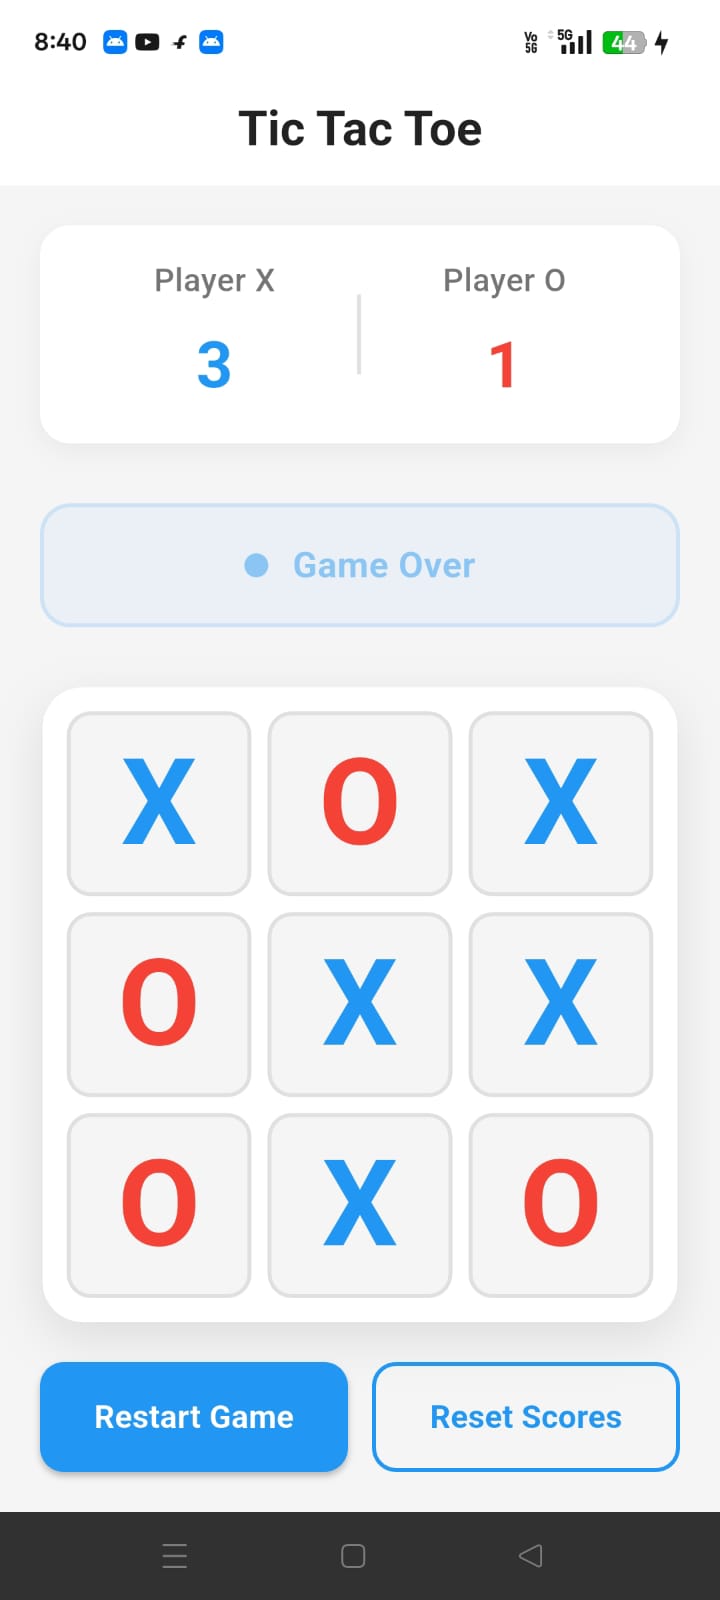 8:40 Vo 5G 5G 44
Tic Tac Toe
Player X Player O
3 1
Game Over
X O X
O X X
O X O
Restart Game Reset Scores